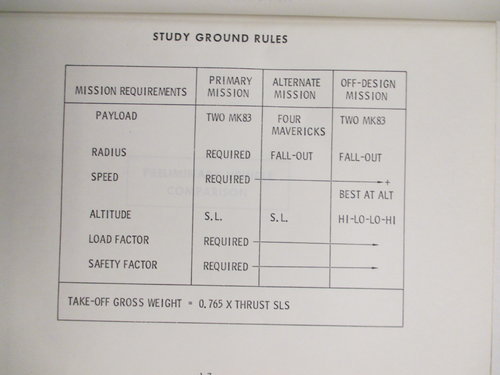 STUDY GROUND RULES
MISSION REQUIREMENTS PRIMARY MISSION ALTERNATE MISSION OFF-DESIGN MISSION
PAYLOAD TWO MK83 FOUR MAVERICKS TWO MK83
RADIUS REQUIRED FALL-OUT FALL-OUT
SPEED REQUIRED +
BEST AT ALT
ALTITUDE S.L. S.L. HI-LO-LO-HI
LOAD FACTOR REQUIRED
SAFETY FACTOR REQUIRED
TAKE-OFF GROSS WEIGHT = 0.765 X THRUST SLS